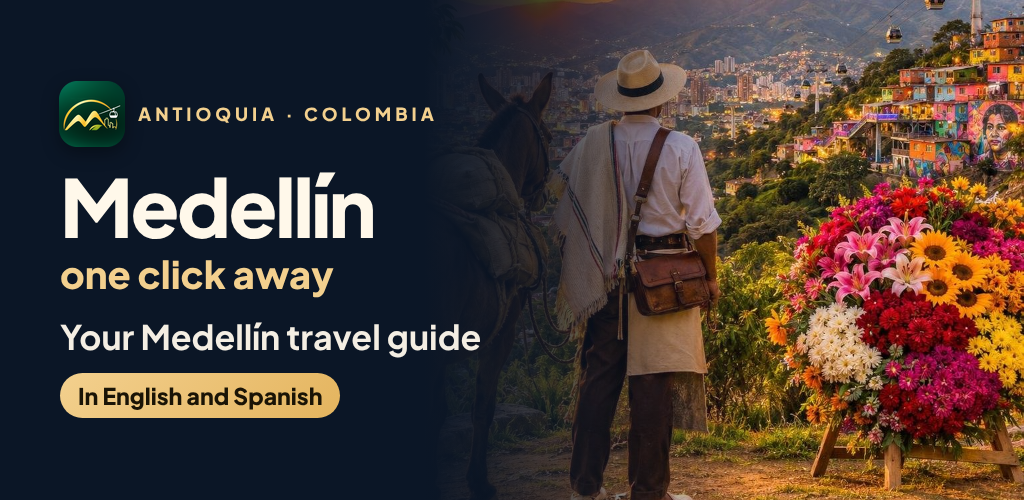 ANTIOQUIA · COLOMBIA
Medellín
one click away
Your Medellín travel guide
In English and Spanish